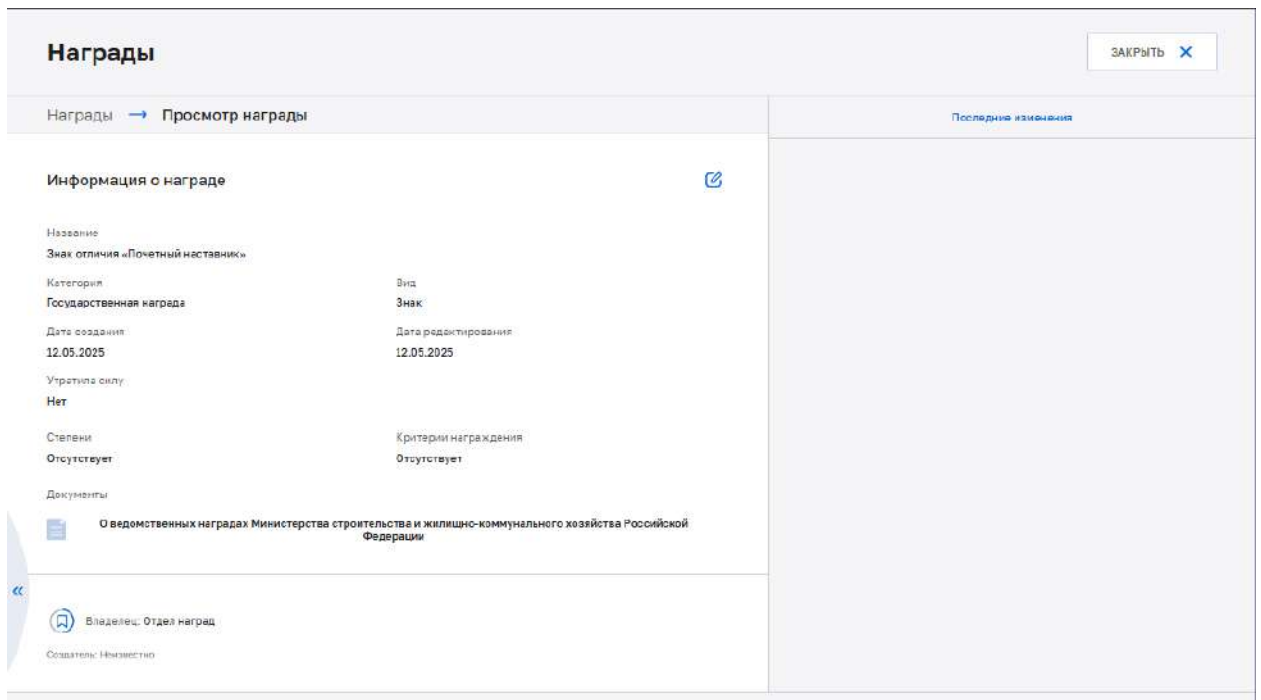 Награды
ЗАКРЫТЬ
Награды → Просмотр награды
Последние изменения
Информация о награде
Название
Знак отличия «Почетный наставник»
Категория
Вид
Государственная награда
Знак
Дата создания
Дата редактирования
12.05.2025
12.05.2025
Утратила силу
Нет
Степени
Критерии награждения
Отсутствует
Отсутствует
Документы
О ведомственных наградах Министерства строительства и жилищно-коммунального хозяйства Российской
Федерации
Владелец: Отдел наград
Создатель: Неизвестно